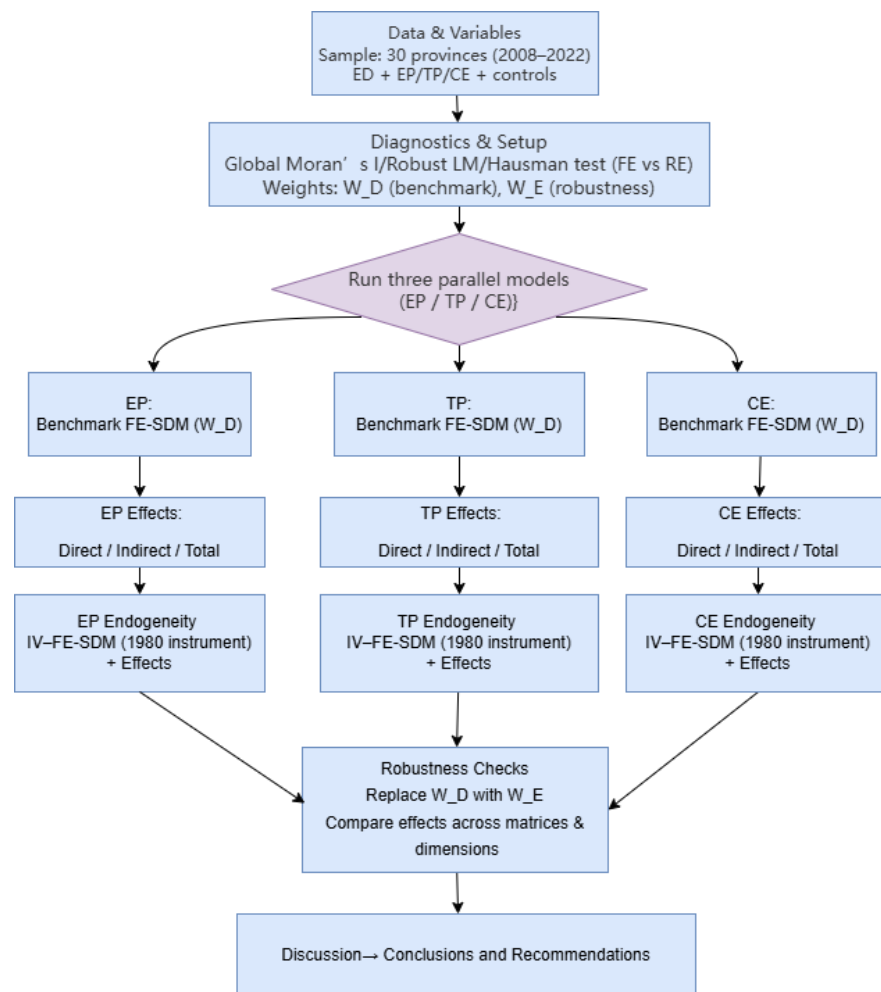 Data & Variables
Sample: 30 provinces (2008–2022)
ED + EP/TP/CE + controls
Diagnostics & Setup
Global Moran’s I/Robust LM/Hausman test (FE vs RE)
Weights: W_D (benchmark), W_E (robustness)
Run three parallel models
(EP / TP / CE)}
EP:
Benchmark FE-SDM (W_D)
TP:
Benchmark FE-SDM (W_D)
CE:
Benchmark FE-SDM (W_D)
EP Effects:
Direct / Indirect / Total
TP Effects:
Direct / Indirect / Total
CE Effects:
Direct / Indirect / Total
EP Endogeneity
IV–FE-SDM (1980 instrument)
+ Effects
TP Endogeneity
IV–FE-SDM (1980 instrument)
+ Effects
CE Endogeneity
IV–FE-SDM (1980 instrument)
+ Effects
Robustness Checks
Replace W_D with W_E
Compare effects across matrices &
dimensions
Discussion→ Conclusions and Recommendations